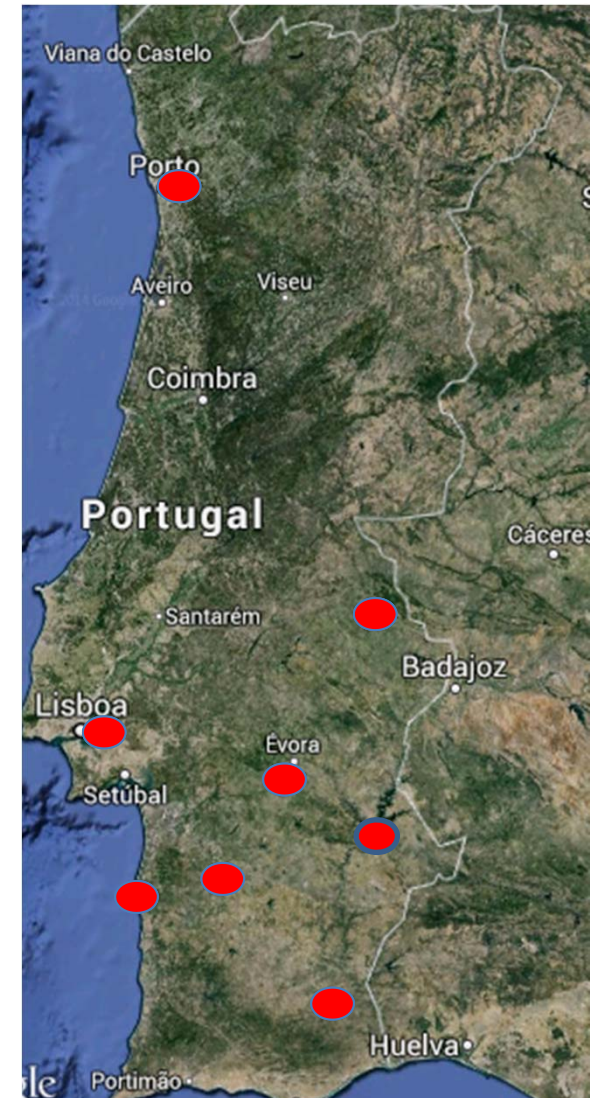 Viana do Castelo
Porto
Aveiro
Viseu
Coimbra
Portugal
Cáceres
Santarém
Badajoz
Lisboa
Évora
Setúbal
Huelva
Portimão